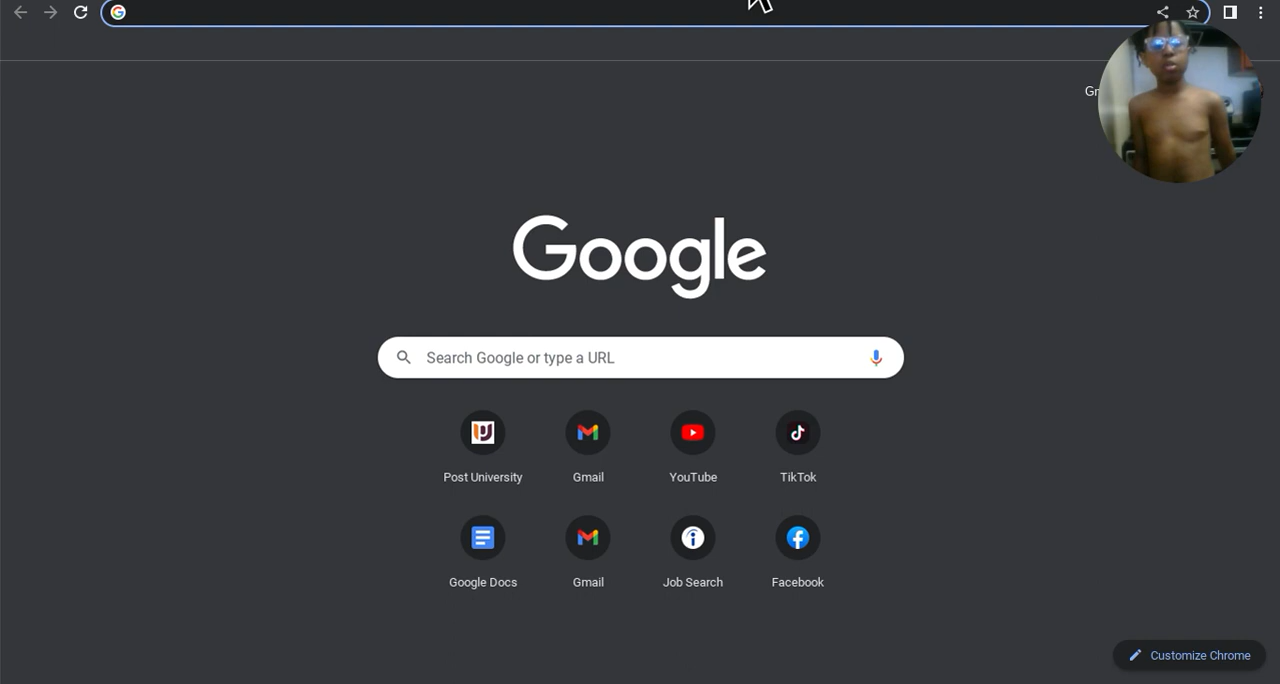 Gr
Google
Search Google or type a URL
Post University
Gmail
YouTube
TikTok
Google Docs
Gmail
Job Search
Facebook
Customize Chrome